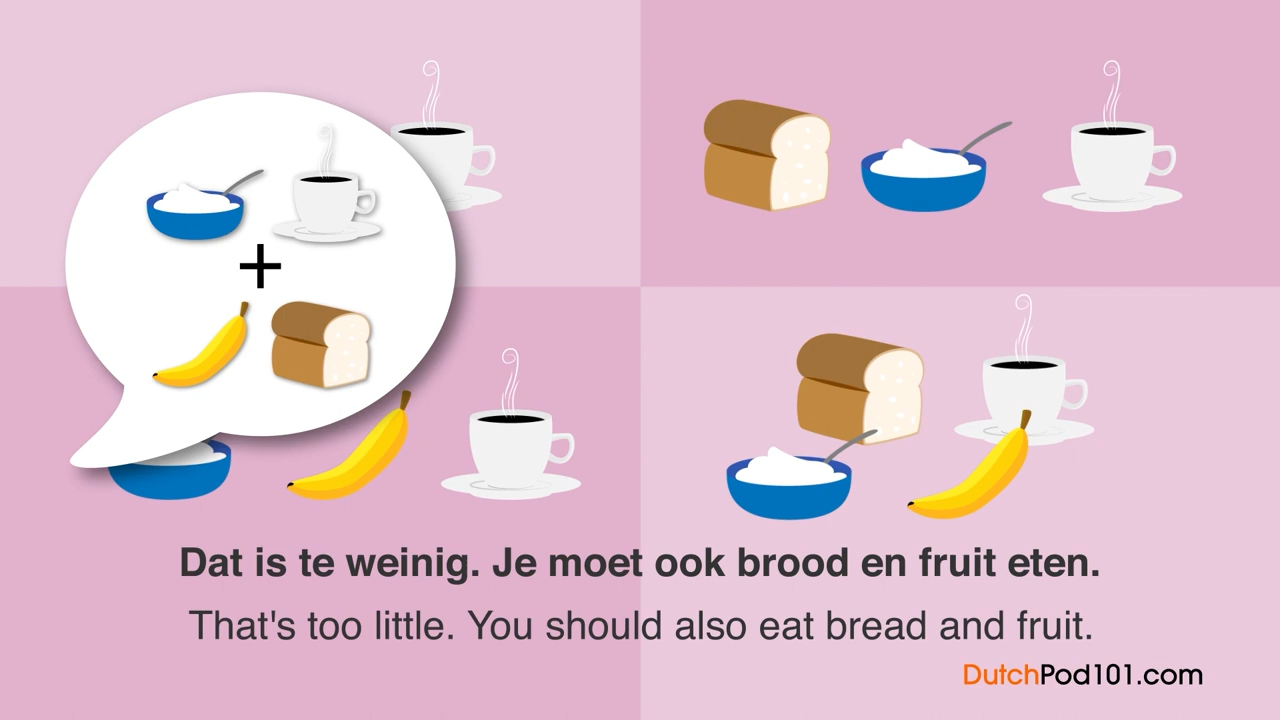 Dat is te weinig. Je moet ook brood en fruit eten.
That's too little. You should also eat bread and fruit.
DutchPod101.com